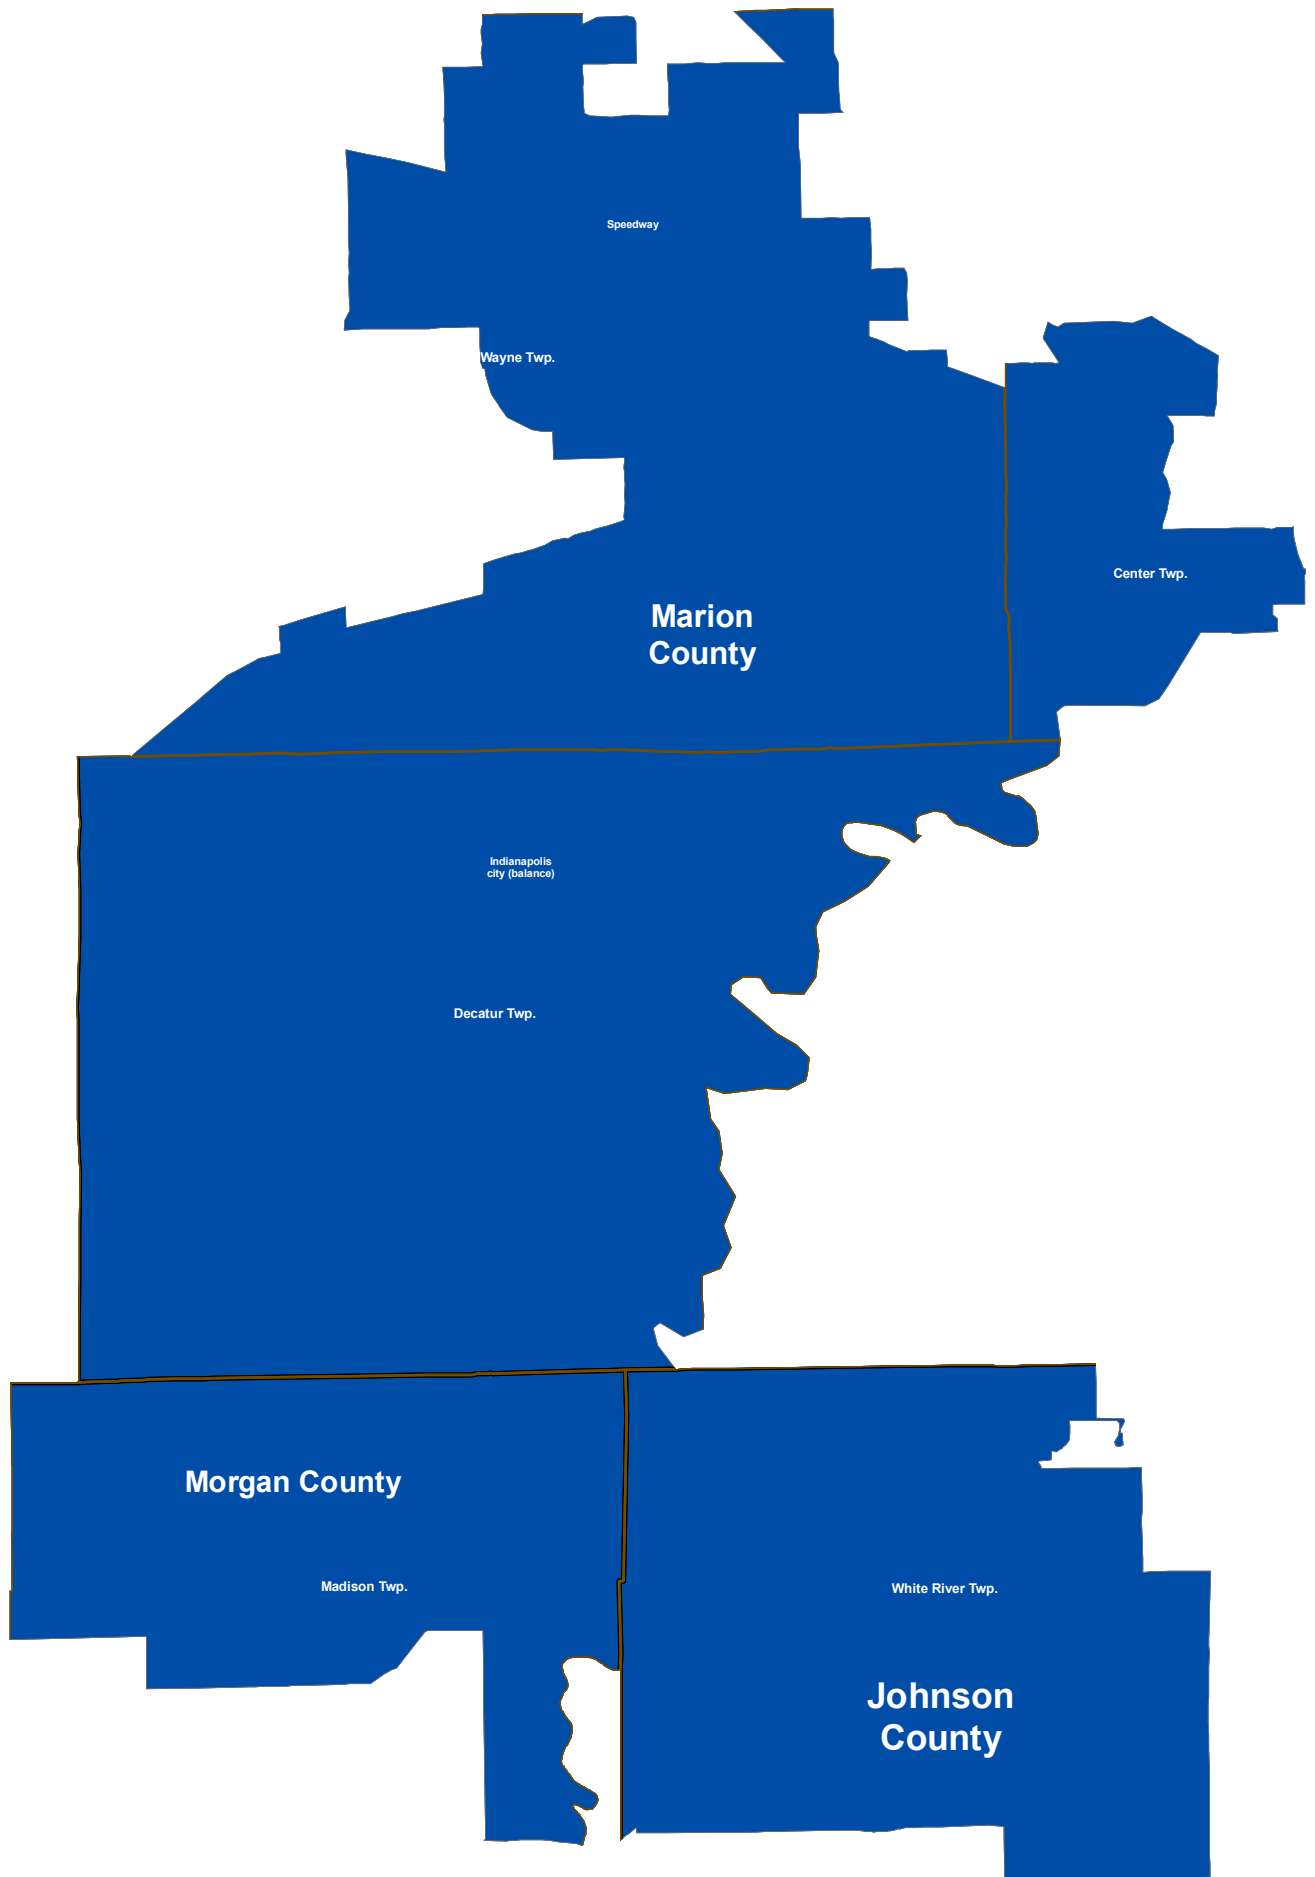 Speedway
Wayne Twp.
Center Twp.
Marion
County
Indianapolis
city (balance)
Decatur Twp.
Morgan County
Madison Twp.
White River Twp.
Johnson
County